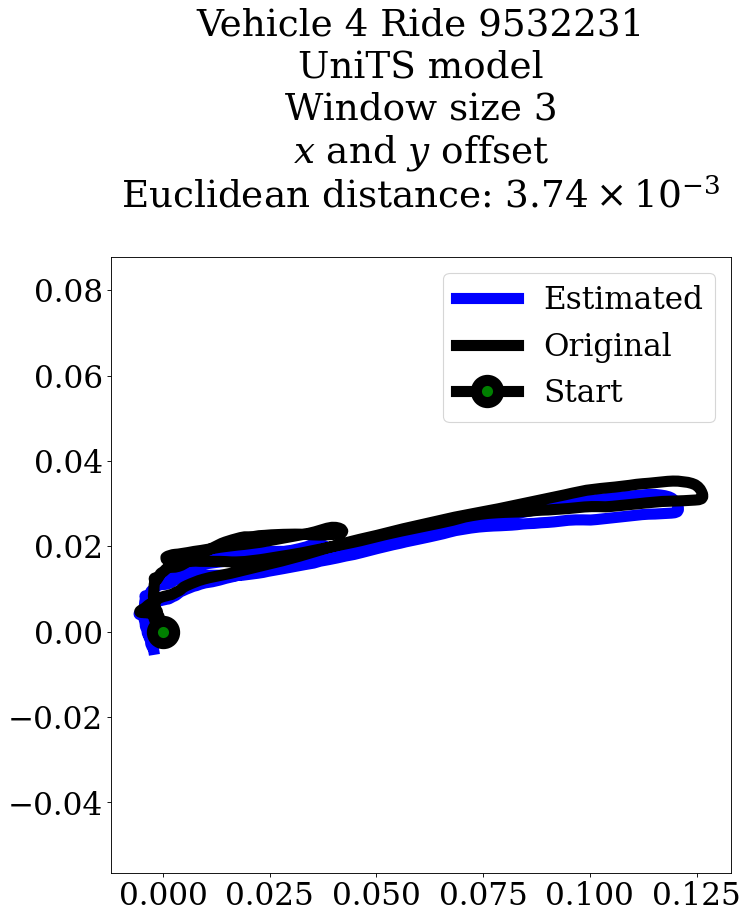 Vehicle 4 Ride 9532231
UniTS model
Window size 3
x and y offset
Euclidean distance: 3.74 × 10⁻³
Estimated
Original
Start
0.08
0.06
0.04
0.02
0.00
−0.02
−0.04
0.000 0.025 0.050 0.075 0.100 0.125